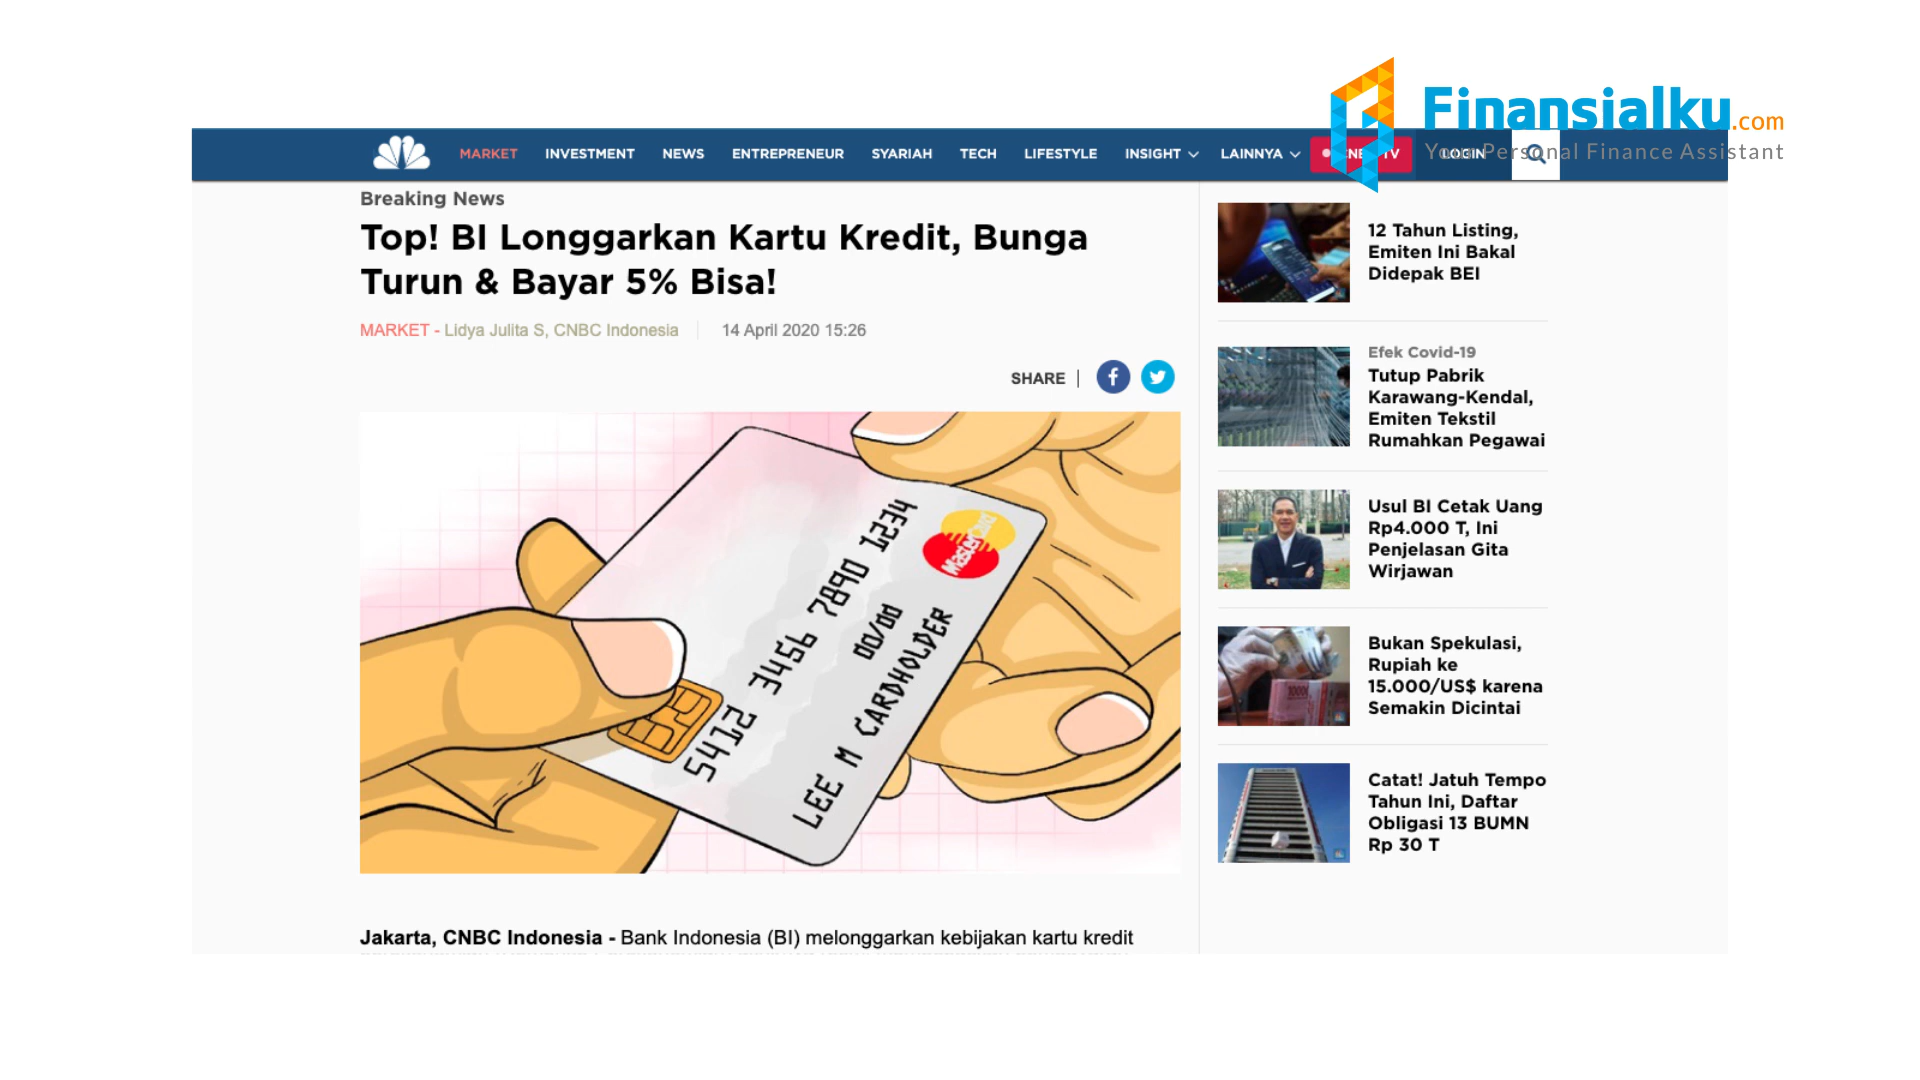 Finansialku.com
Your Personal Finance Assistant
MARKET INVESTMENT NEWS ENTREPRENEUR SYARIAH TECH LIFESTYLE INSIGHT LAINNYA TV LOGIN
Breaking News
Top! BI Longgarkan Kartu Kredit, Bunga
Turun & Bayar 5% Bisa!
MARKET - Lidya Julita S, CNBC Indonesia 14 April 2020 15:26
SHARE |
MasterCard
5412 3456 7890 1234
00/00
LEE M CARDHOLDER
Jakarta, CNBC Indonesia - Bank Indonesia (BI) melonggarkan kebijakan kartu kredit
12 Tahun Listing,
Emiten Ini Bakal
Didepak BEI
Efek Covid-19
Tutup Pabrik
Karawang-Kendal,
Emiten Tekstil
Rumahkan Pegawai
Usul BI Cetak Uang
Rp4.000 T, Ini
Penjelasan Gita
Wirjawan
Bukan Spekulasi,
Rupiah ke
15.000/US$ karena
Semakin Dicintai
Catat! Jatuh Tempo
Tahun Ini, Daftar
Obligasi 13 BUMN
Rp 30 T